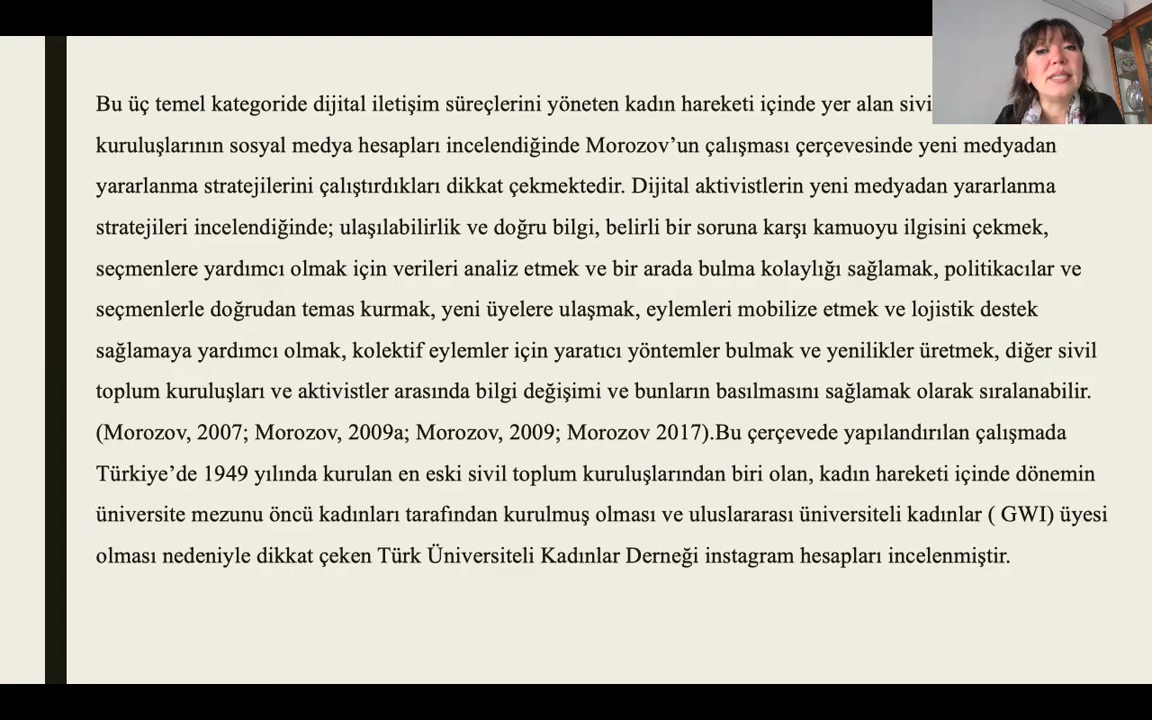 Bu üç temel kategoride dijital iletişim süreçlerini yöneten kadın hareketi içinde yer alan
kuruluşlarının sosyal medya hesapları incelendiğinde Morozov’un çalışması çerçevesinde yeni medyadan
yararlanma stratejilerini çalıştırdıkları dikkat çekmektedir. Dijital aktivistlerin yeni medyadan yararlanma
stratejileri incelendiğinde; ulaşılabilirlik ve doğru bilgi, belirli bir soruna karşı kamuoyu ilgisini çekmek,
seçmenlere yardımcı olmak için verileri analiz etmek ve bir arada bulma kolaylığı sağlamak, politikacılar ve
seçmenlerle doğrudan temas kurmak, yeni üyelere ulaşmak, eylemleri mobilize etmek ve lojistik destek
sağlamaya yardımcı olmak, kolektif eylemler için yaratıcı yöntemler bulmak ve yenilikler üretmek, diğer sivil
toplum kuruluşları ve aktivistler arasında bilgi değişimi ve bunların basılmasını sağlamak olarak sıralanabilir.
(Morozov, 2007; Morozov, 2009a; Morozov, 2009; Morozov 2017).Bu çerçevede yapılandırılan çalışmada
Türkiye’de 1949 yılında kurulan en eski sivil toplum kuruluşlarından biri olan, kadın hareketi içinde dönemin
üniversite mezunu öncü kadınları tarafından kurulmuş olması ve uluslararası üniversiteli kadınlar ( GWI) üyesi
olması nedeniyle dikkat çeken Türk Üniversiteli Kadınlar Derneği instagram hesapları incelenmiştir.